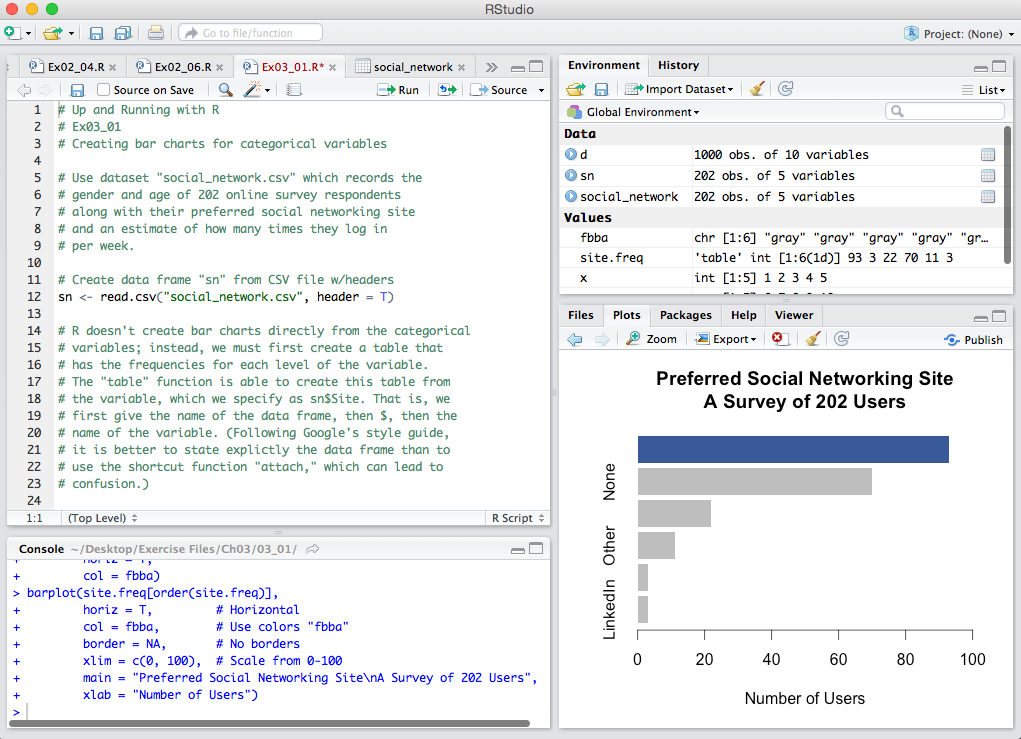 RStudio
Go to file/function
Project: (None)
Ex02_04.R
Ex02_06.R
Ex03_01.R*
social_network
Source on Save
Run
Source
1 # Up and Running with R
2 # Ex03_01
3 # Creating bar charts for categorical variables
4
5 # Use dataset "social_network.csv" which records the
6 # gender and age of 202 online survey respondents
7 # along with their preferred social networking site
8 # and an estimate of how many times they log in
9 # per week.
10
11 # Create data frame "sn" from CSV file w/headers
12 sn <- read.csv("social_network.csv", header = T)
13
14 # R doesn't create bar charts directly from the categorical
15 # variables; instead, we must first create a table that
16 # has the frequencies for each level of the variable.
17 # The "table" function is able to create this table from
18 # the variable, which we specify as sn$Site. That is, we
19 # first give the name of the data frame, then $, then the
20 # name of the variable. (Following Google's style guide,
21 # it is better to state explictly the data frame than to
22 # use the shortcut function "attach," which can lead to
23 # confusion.)
24
1:1 (Top Level) R Script
Console ~/Desktop/Exercise Files/Ch03/03_01/
+ horiz = T,
+ col = fbba)
> barplot(site.freq[order(site.freq)],
+ horiz = T, # Horizontal
+ col = fbba, # Use colors "fbba"
+ border = NA, # No borders
+ xlim = c(0, 100), # Scale from 0-100
+ main = "Preferred Social Networking Site\nA Survey of 202 Users",
+ xlab = "Number of Users")
>
Environment History
Import Dataset
List
Global Environment
Data
d 1000 obs. of 10 variables
sn 202 obs. of 5 variables
social_network 202 obs. of 5 variables
Values
fbba chr [1:6] "gray" "gray" "gray" "gray" "gr…
site.freq 'table' int [1:6(1d)] 93 3 22 70 11 3
x int [1:5] 1 2 3 4 5
Files Plots Packages Help Viewer
Zoom Export Publish
Preferred Social Networking Site
A Survey of 202 Users
None
Other
LinkedIn
0 20 40 60 80 100
Number of Users